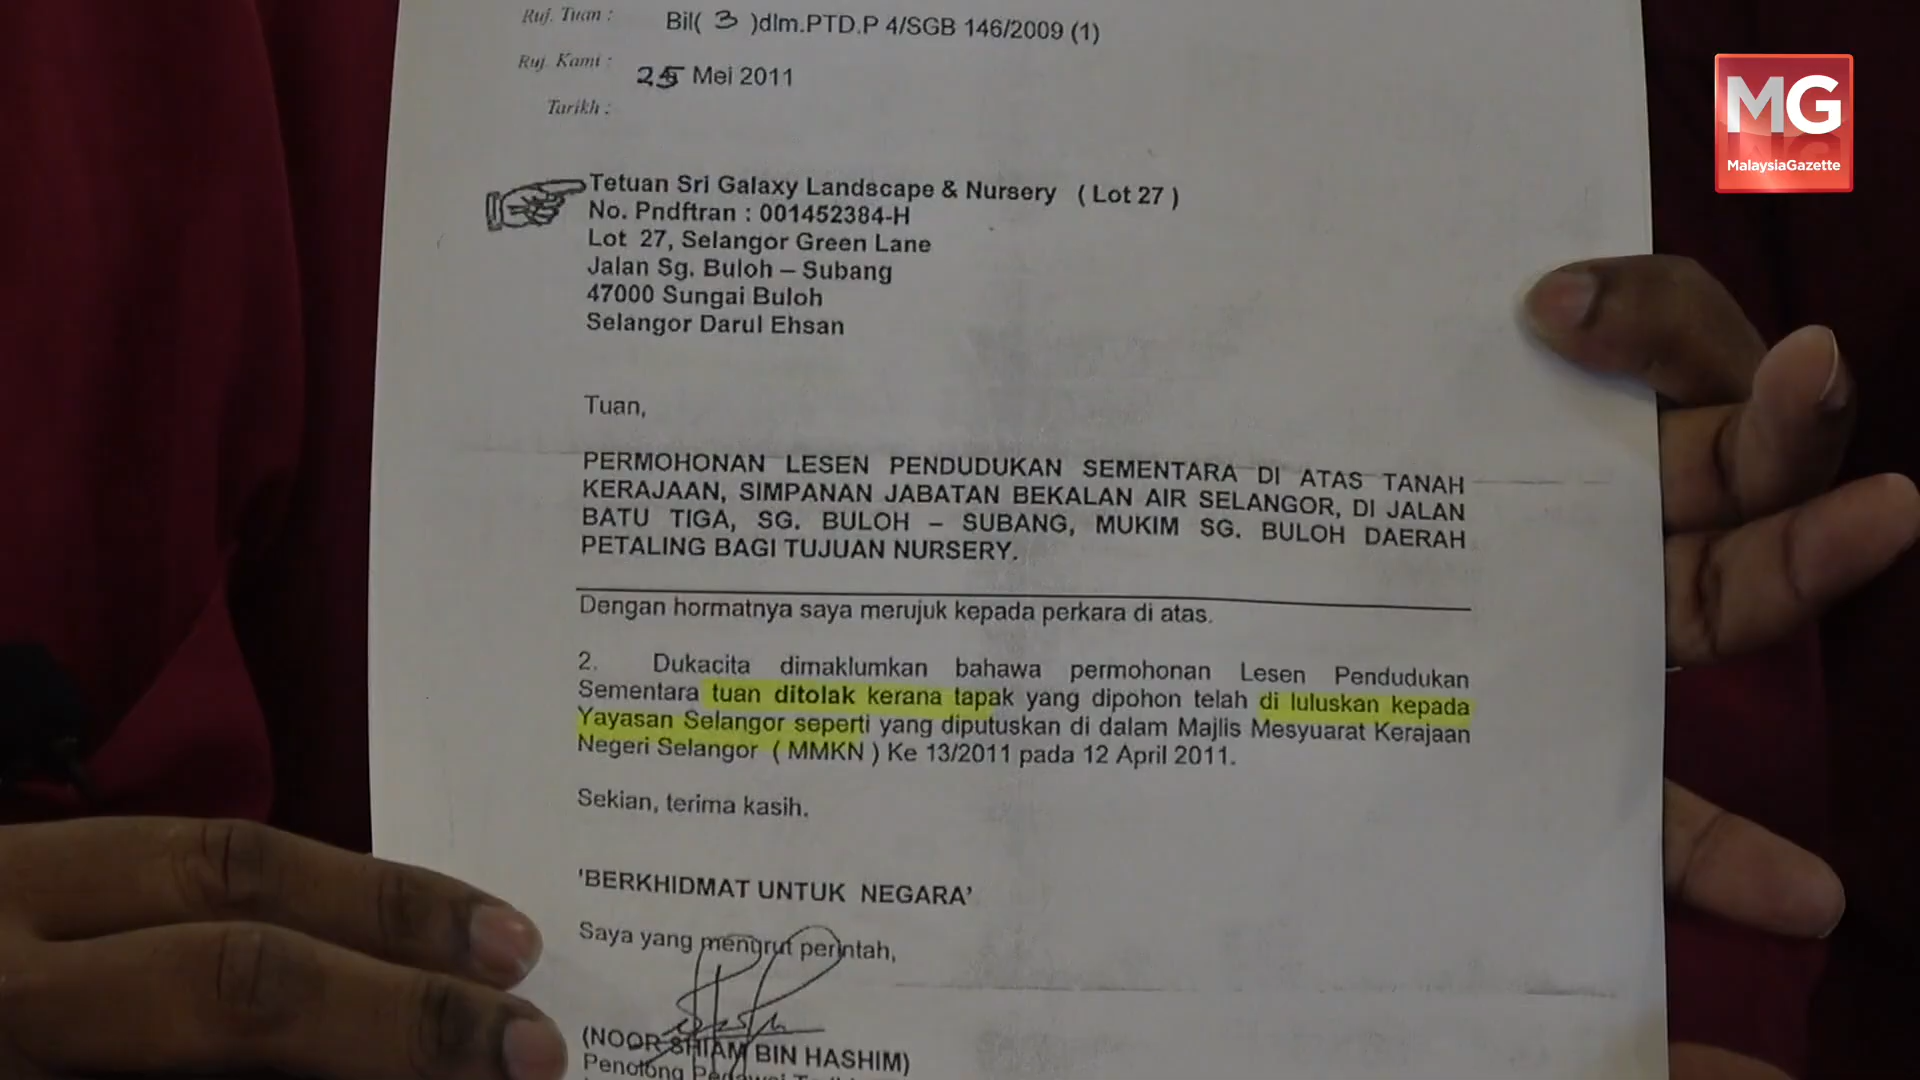 Ruj. Tuan :
Bil( 3 )dlm.PTD.P 4/SGB 146/2009 (1)
Ruj. Kami :
25 Mei 2011
Tarikh :
MG
MalaysiaGazette
Tetuan Sri Galaxy Landscape & Nursery ( Lot 27 )
No. Pndftran : 001452384-H
Lot 27, Selangor Green Lane
Jalan Sg. Buloh – Subang
47000 Sungai Buloh
Selangor Darul Ehsan
Tuan,
PERMOHONAN LESEN PENDUDUKAN SEMENTARA DI ATAS TANAH
KERAJAAN, SIMPANAN JABATAN BEKALAN AIR SELANGOR, DI JALAN
BATU TIGA, SG. BULOH – SUBANG, MUKIM SG. BULOH DAERAH
PETALING BAGI TUJUAN NURSERY.
Dengan hormatnya saya merujuk kepada perkara di atas.
2. Dukacita dimaklumkan bahawa permohonan Lesen Pendudukan
Sementara tuan ditolak kerana tapak yang dipohon telah di luluskan kepada
Yayasan Selangor seperti yang diputuskan di dalam Majlis Mesyuarat Kerajaan
Negeri Selangor ( MMKN ) Ke 13/2011 pada 12 April 2011.
Sekian, terima kasih.
'BERKHIDMAT UNTUK NEGARA'
Saya yang mengrut perintah,
(NOOR SHIAM BIN HASHIM)
Penolong Pegawai